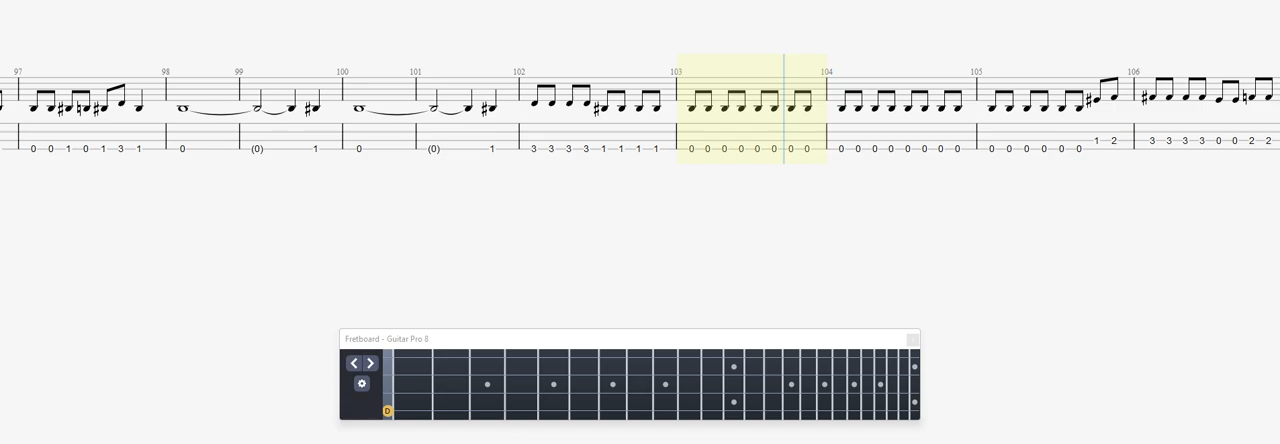 97 98 99 100 101 102 103 104 105 106
0 0 1 0 1 3 1 0 (0) 1 0 (0) 1 3 3 3 3 1 1 1 1 0 0 0 0 0 0 0 0 0 0 0 0 0 0 0 0 0 0 0 0 0 0 1 2 3 3 3 3 0 0 2 2
Fretboard - Guitar Pro 8
D